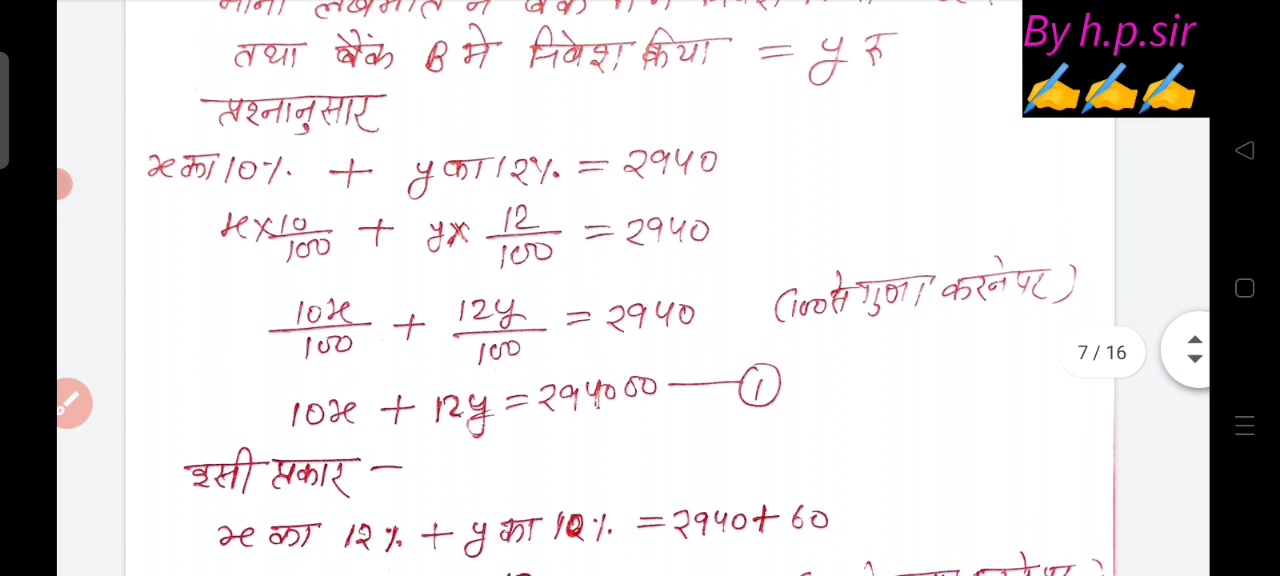 By h.p.sir
तथा बैंक B मे निवेश किया = y रु
प्रश्नानुसार
x का 10% + y का 12% = 2940
x × 10/100 + y × 12/100 = 2940
10x/100 + 12y/100 = 2940 (100 से गुणा करने पर)
10x + 12y = 294000 — ①
7 / 16
इसी प्रकार —
x का 12% + y का 10% = 2940 + 60